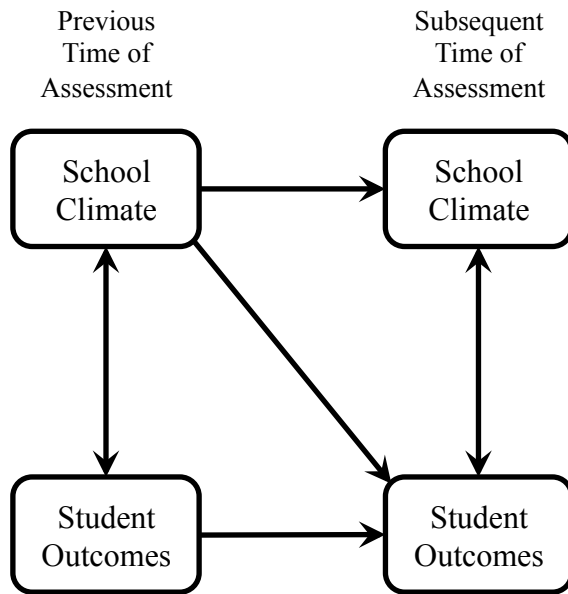 Previous
Time of
Assessment
Subsequent
Time of
Assessment
School
Climate
School
Climate
Student
Outcomes
Student
Outcomes